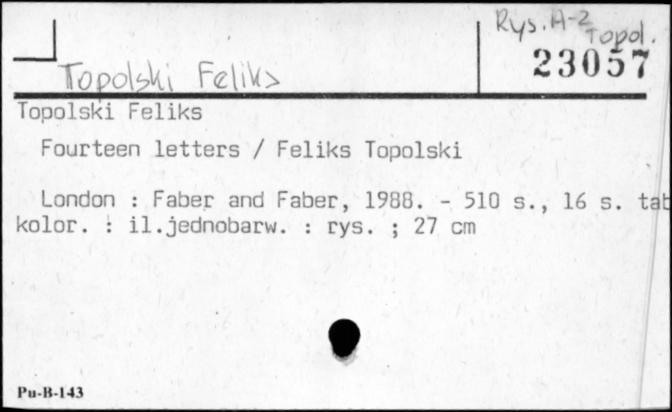 Rys. A-2
Topol.
23057
Topolski Feliks
Topolski Feliks
Fourteen letters / Feliks Topolski
London : Faber and Faber, 1988. - 510 s., 16 s. tab
kolor. : il.jednobarw. : rys. ; 27 cm
Pu-B-143